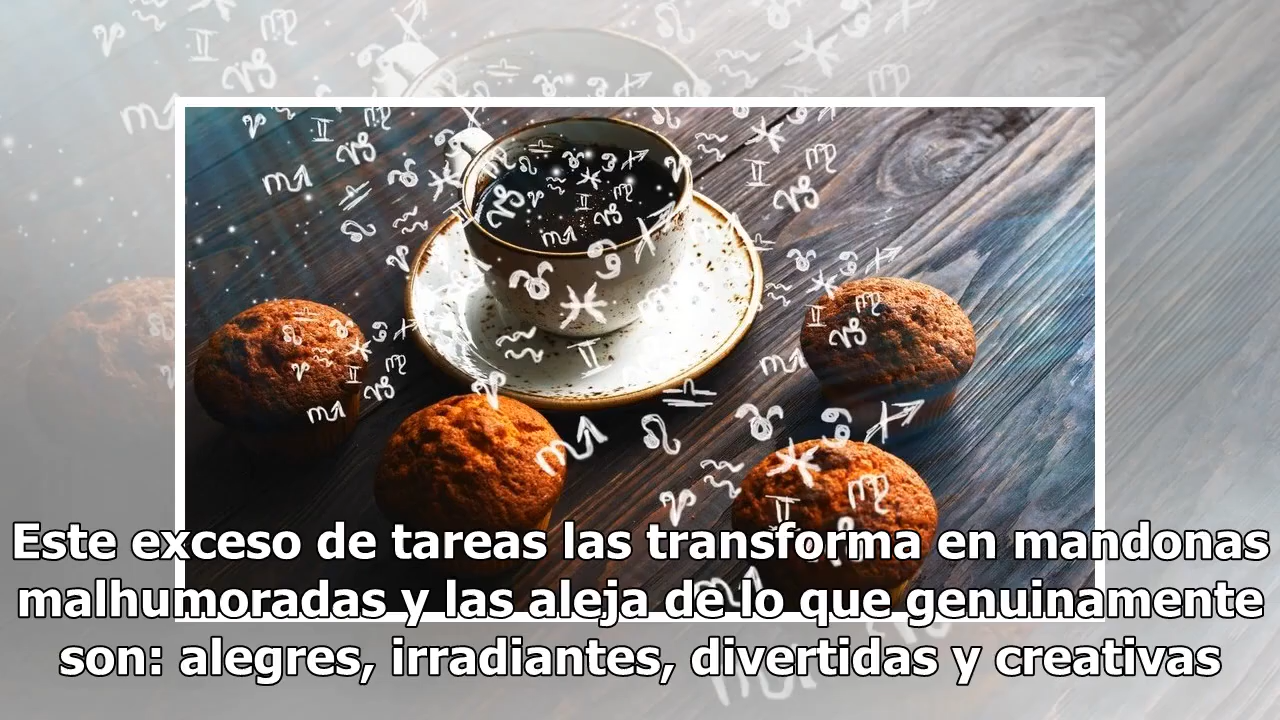 Este exceso de tareas las transforma en mandonas
malhumoradas y las aleja de lo que genuinamente
son: alegres, irradiantes, divertidas y creativas